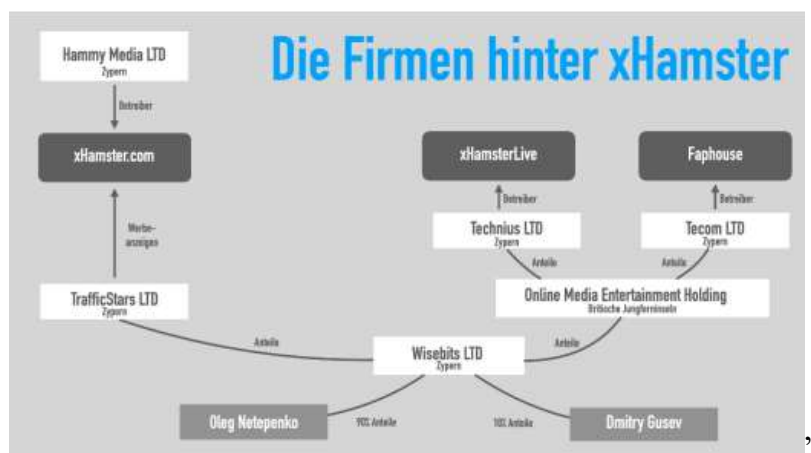 Die Firmen hinter xHamster
Hammy Media LTD
Zypern
Betreiber
xHamster.com
xHamsterLive
Faphouse
Betreiber
Betreiber
Werbe-
anzeigen
Technius LTD
Zypern
Tecom LTD
Zypern
Anteile
Anteile
TrafficStars LTD
Zypern
Online Media Entertainment Holding
Britische Jungferninseln
Anteile
Anteile
Wisebits LTD
Zypern
Oleg Netepenko
90% Anteile
10% Anteile
Dmitry Gusev
,